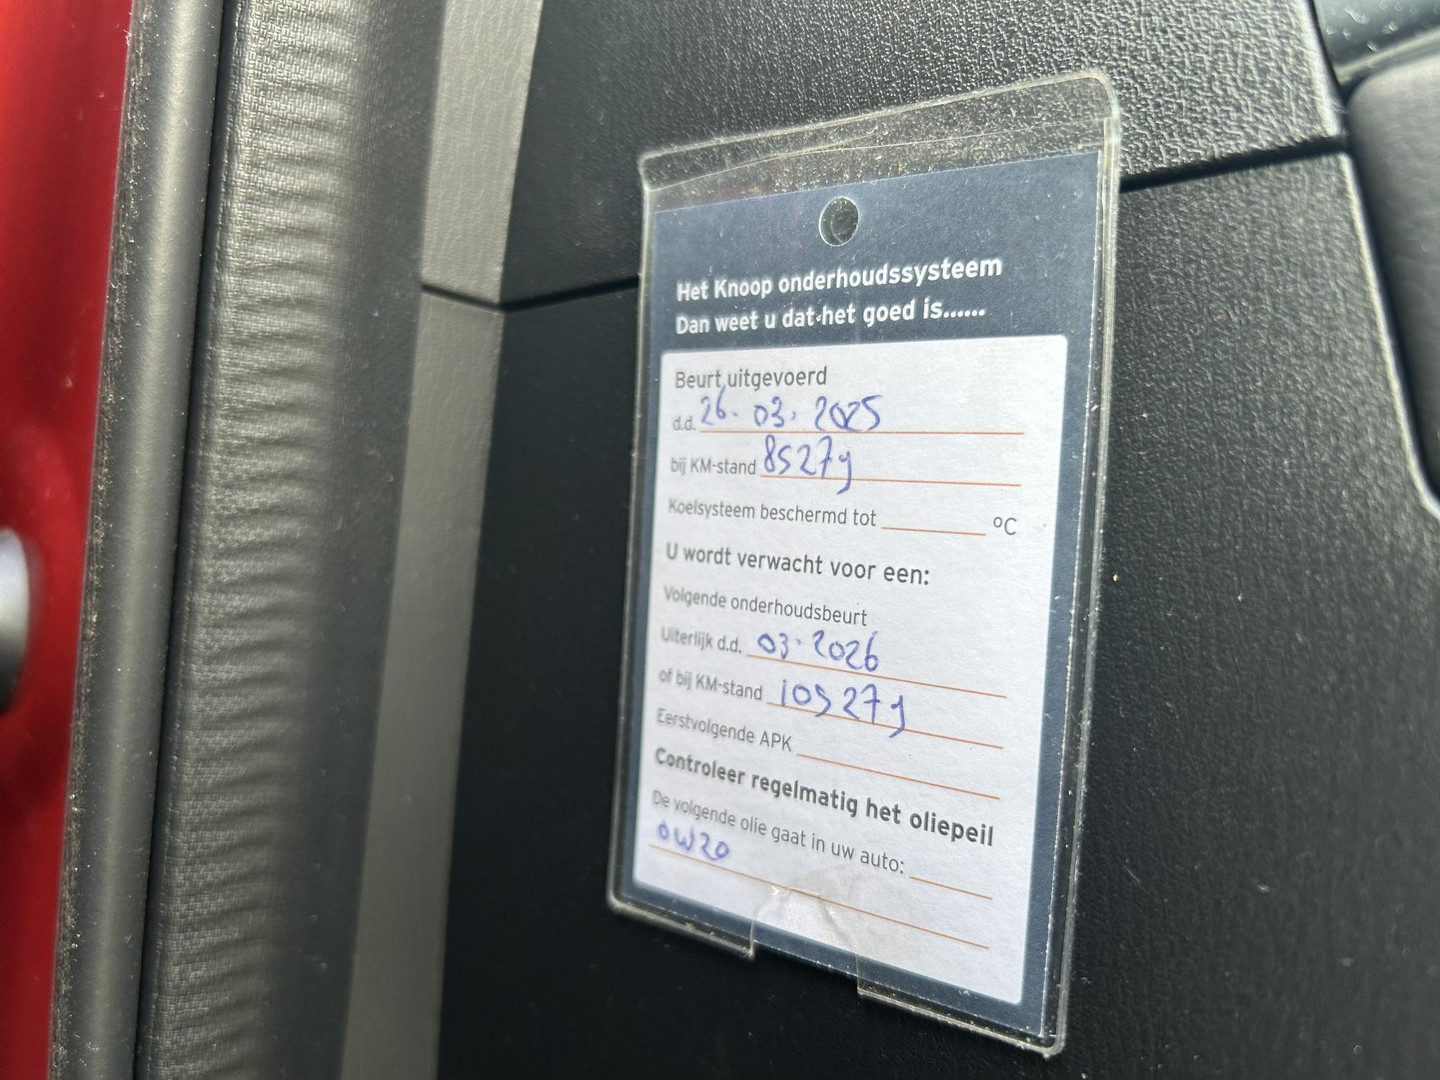 Het Knoop onderhoudssysteem
Dan weet u dat het goed is......
Beurt uitgevoerd
d.d. 26. 03. 2025
bij KM-stand 85279
Koelsysteem beschermd tot ______ °C
U wordt verwacht voor een:
Volgende onderhoudsbeurt
Uiterlijk d.d. 03.2026
of bij KM-stand 105279
Eerstvolgende APK
Controleer regelmatig het oliepeil
De volgende olie gaat in uw auto:
0W20